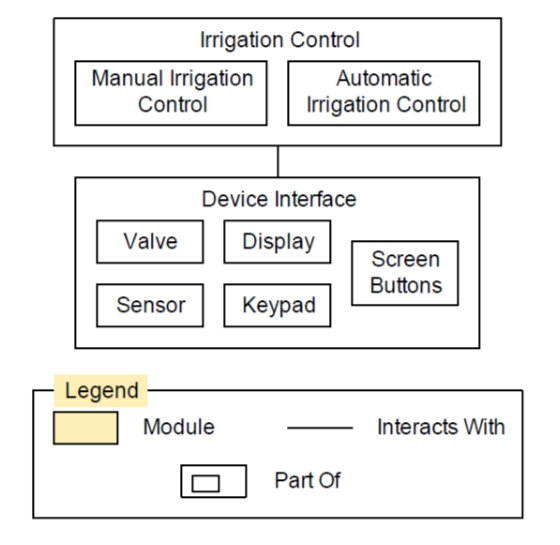 Irrigation Control
Manual Irrigation
Control
Automatic
Irrigation Control
Device Interface
Valve
Display
Screen
Buttons
Sensor
Keypad
Legend
Module
Interacts With
Part Of